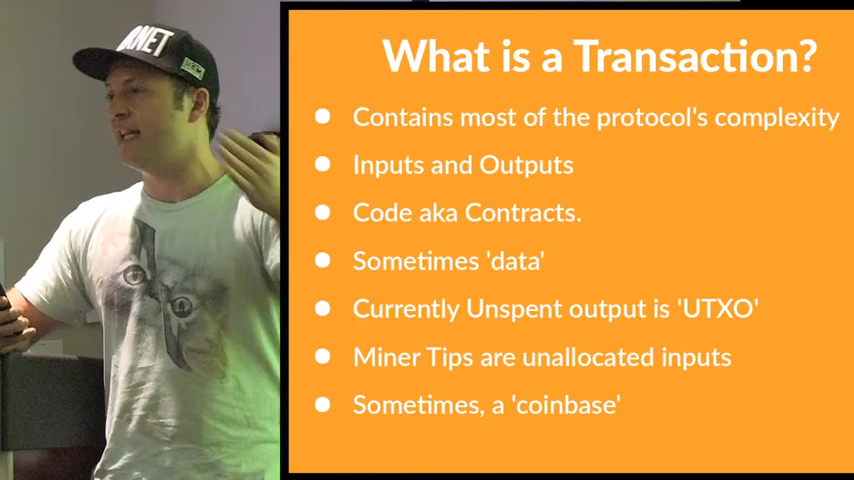 What is a Transaction?
Contains most of the protocol's complexity
Inputs and Outputs
Code aka Contracts.
Sometimes 'data'
Currently Unspent output is 'UTXO'
Miner Tips are unallocated inputs
Sometimes, a 'coinbase'